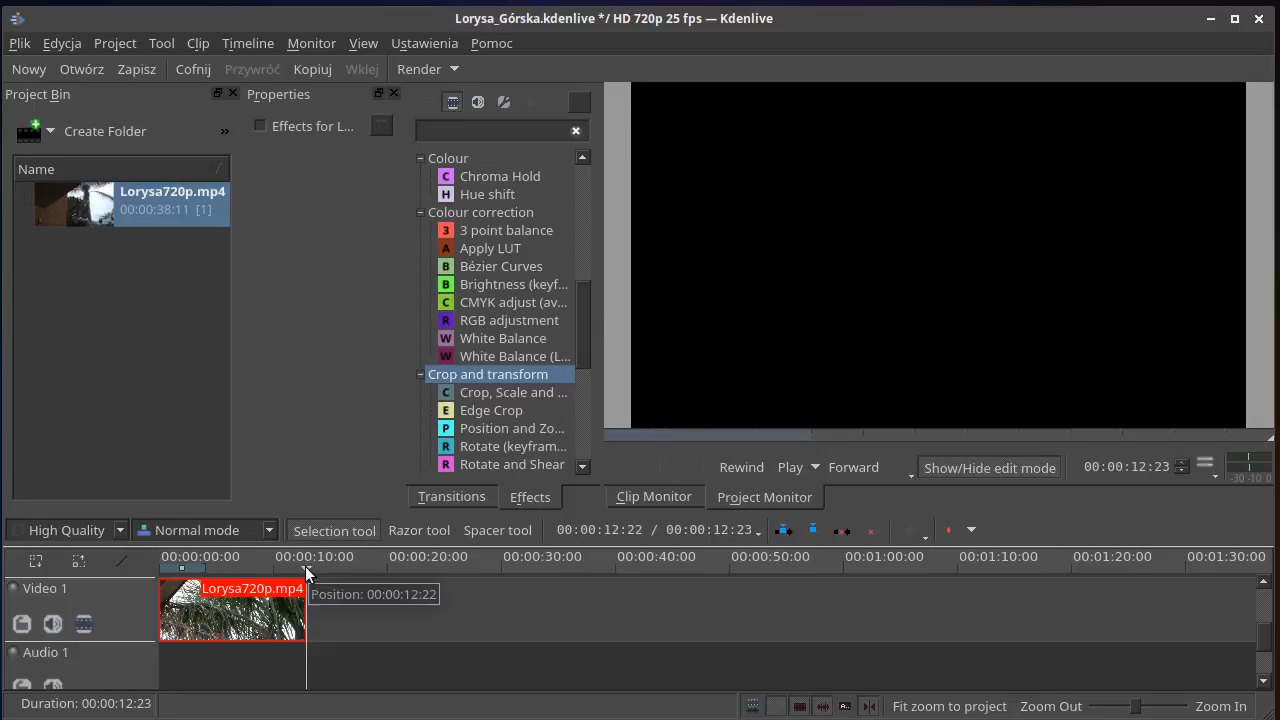 Lorysa_Górska.kdenlive */ HD 720p 25 fps — Kdenlive
Plik Edycja Project Tool Clip Timeline Monitor View Ustawienia Pomoc
Nowy Otwórz Zapisz Cofnij Przywróć Kopiuj Wklej Render
Project Bin
Properties
Create Folder »
Effects for L...
Name
Lorysa720p.mp4
00:00:38:11 [1]
Colour
C Chroma Hold
H Hue shift
Colour correction
3 3 point balance
A Apply LUT
B Bézier Curves
B Brightness (keyf...
C CMYK adjust (av...
R RGB adjustment
W White Balance
W White Balance (L...
Crop and transform
C Crop, Scale and ...
E Edge Crop
P Position and Zo...
R Rotate (keyfram...
R Rotate and Shear
Transitions Effects
Rewind Play Forward Show/Hide edit mode 00:00:12:23
-30 -10 0
Clip Monitor Project Monitor
High Quality Normal mode Selection tool Razor tool Spacer tool 00:00:12:22 / 00:00:12:23
00:00:00:00 00:00:10:00 00:00:20:00 00:00:30:00 00:00:40:00 00:00:50:00 00:01:00:00 00:01:10:00 00:01:20:00 00:01:30:00
Video 1
Lorysa720p.mp4
Position: 00:00:12:22
Audio 1
Duration: 00:00:12:23
Fit zoom to project Zoom Out Zoom In